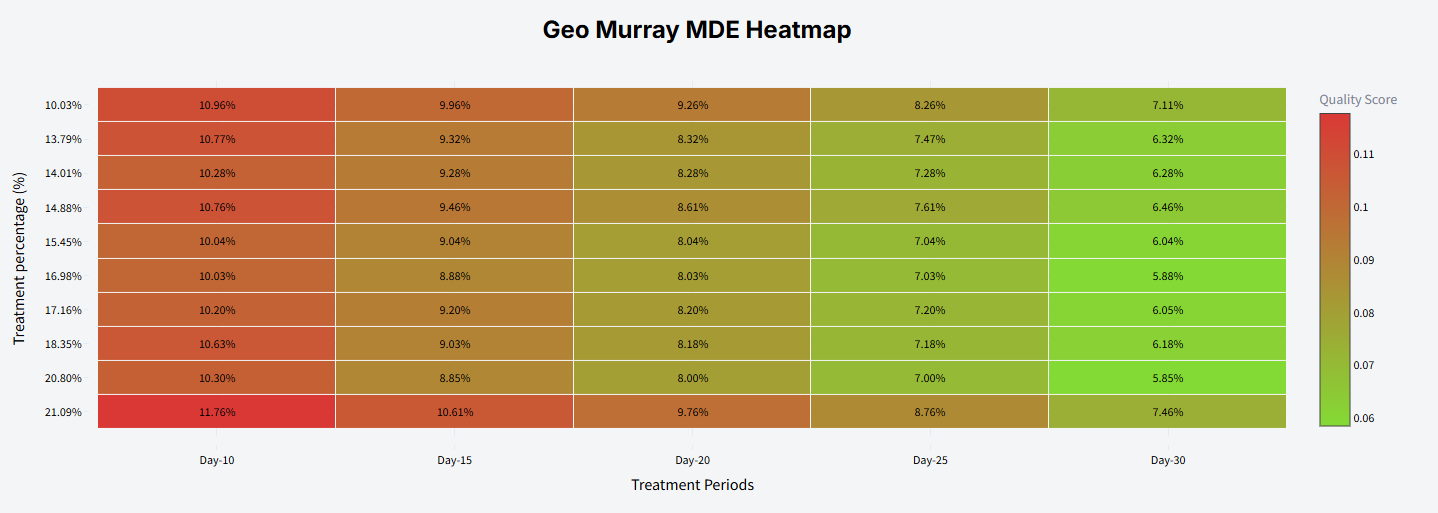 Geo Murray MDE Heatmap
Quality Score
Treatment percentage (%)
10.03% 10.96% 9.96% 9.26% 8.26% 7.11%
13.79% 10.77% 9.32% 8.32% 7.47% 6.32%
14.01% 10.28% 9.28% 8.28% 7.28% 6.28%
14.88% 10.76% 9.46% 8.61% 7.61% 6.46%
15.45% 10.04% 9.04% 8.04% 7.04% 6.04%
16.98% 10.03% 8.88% 8.03% 7.03% 5.88%
17.16% 10.20% 9.20% 8.20% 7.20% 6.05%
18.35% 10.63% 9.03% 8.18% 7.18% 6.18%
20.80% 10.30% 8.85% 8.00% 7.00% 5.85%
21.09% 11.76% 10.61% 9.76% 8.76% 7.46%
Day-10 Day-15 Day-20 Day-25 Day-30
Treatment Periods
0.11
0.1
0.09
0.08
0.07
0.06